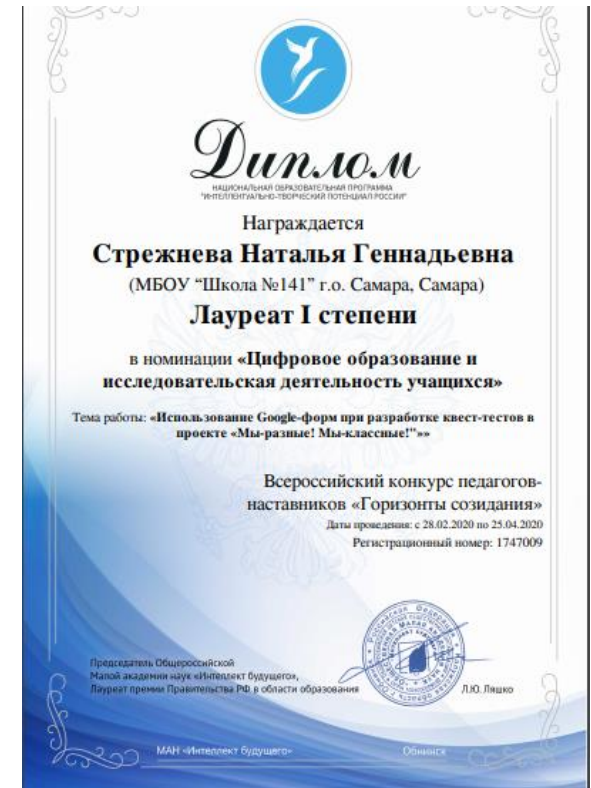 Диплом
НАЦИОНАЛЬНАЯ ОБРАЗОВАТЕЛЬНАЯ ПРОГРАММА
"ИНТЕЛЛЕКТУАЛЬНО-ТВОРЧЕСКИЙ ПОТЕНЦИАЛ РОССИИ"
Награждается
Стрежнева Наталья Геннадьевна
(МБОУ “Школа №141” г.о. Самара, Самара)
Лауреат I степени
в номинации «Цифровое образование и
исследовательская деятельность учащихся»
Тема работы: «Использование Google-форм при разработке квест-тестов в
проекте «Мы-разные! Мы-классные!"»»
Всероссийский конкурс педагогов-
наставников «Горизонты созидания»
Даты проведения: с 28.02.2020 по 25.04.2020
Регистрационный номер: 1747009
Председатель Общероссийской
Малой академии наук «Интеллект будущего»,
Лауреат премии Правительства РФ в области образования
Л.Ю. Ляшко
МАН «Интеллект будущего»
Обнинск